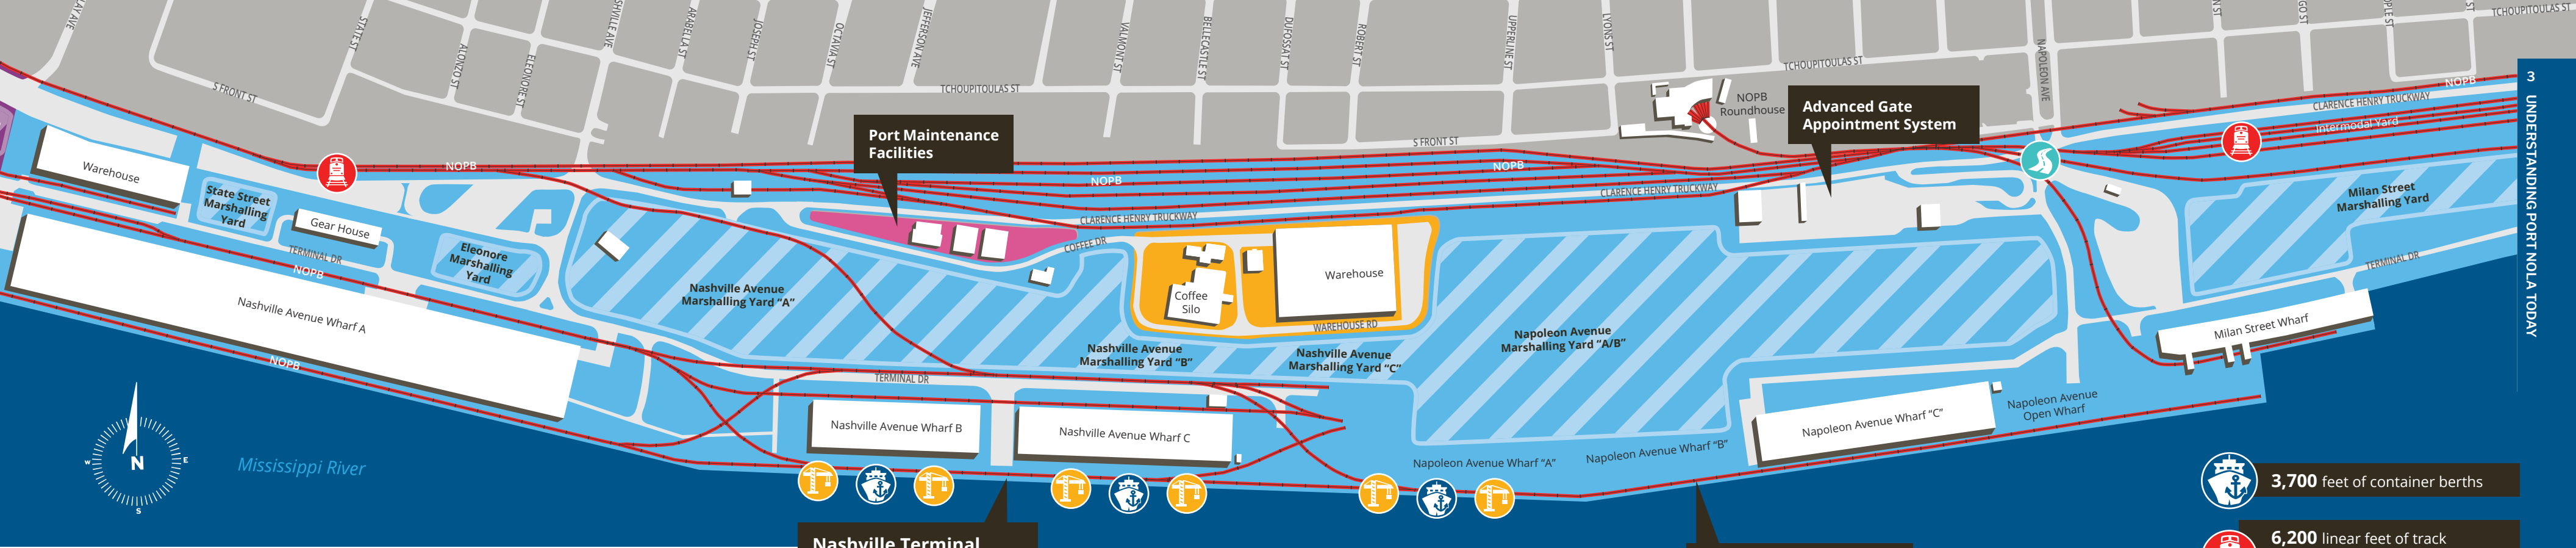 STATE ST
ALONZO ST
ELEONORE ST
ARABELLA ST
JOSEPH ST
OCTAVIA ST
JEFFERSON AVE
VALMONT ST
BELLECASTLE ST
DUFOSSAT ST
ROBERT ST
UPPERLINE ST
LYONS ST
NAPOLEON AVE
TCHOUPITOULAS ST
TCHOUPITOULAS ST
TCHOUPITOULAS ST
S FRONT ST
S FRONT ST
NOPB
Roundhouse
Port Maintenance
Facilities
Advanced Gate
Appointment System
NOPB
NOPB
NOPB
NOPB
CLARENCE HENRY TRUCKWAY
CLARENCE HENRY TRUCKWAY
CLARENCE HENRY TRUCKWAY
Intermodal Yard
Warehouse
State Street
Marshalling
Yard
Gear House
TERMINAL DR
NOPB
Eleonore
Marshalling
Yard
Nashville Avenue Wharf A
NOPB
Nashville Avenue
Marshalling Yard “A”
COFFEE DR
Coffee
Silo
Warehouse
WAREHOUSE RD
Nashville Avenue
Marshalling Yard “B”
Nashville Avenue
Marshalling Yard “C”
Napoleon Avenue
Marshalling Yard “A/B”
Milan Street
Marshalling Yard
TERMINAL DR
Milan Street Wharf
TERMINAL DR
Nashville Avenue Wharf B
Nashville Avenue Wharf C
Napoleon Avenue Wharf “A”
Napoleon Avenue Wharf “B”
Napoleon Avenue Wharf “C”
Napoleon Avenue
Open Wharf
W
N
E
S
Mississippi River
Nashville Terminal
3,700 feet of container berths
6,200 linear feet of track
3 UNDERSTANDING PORT NOLA TODAY